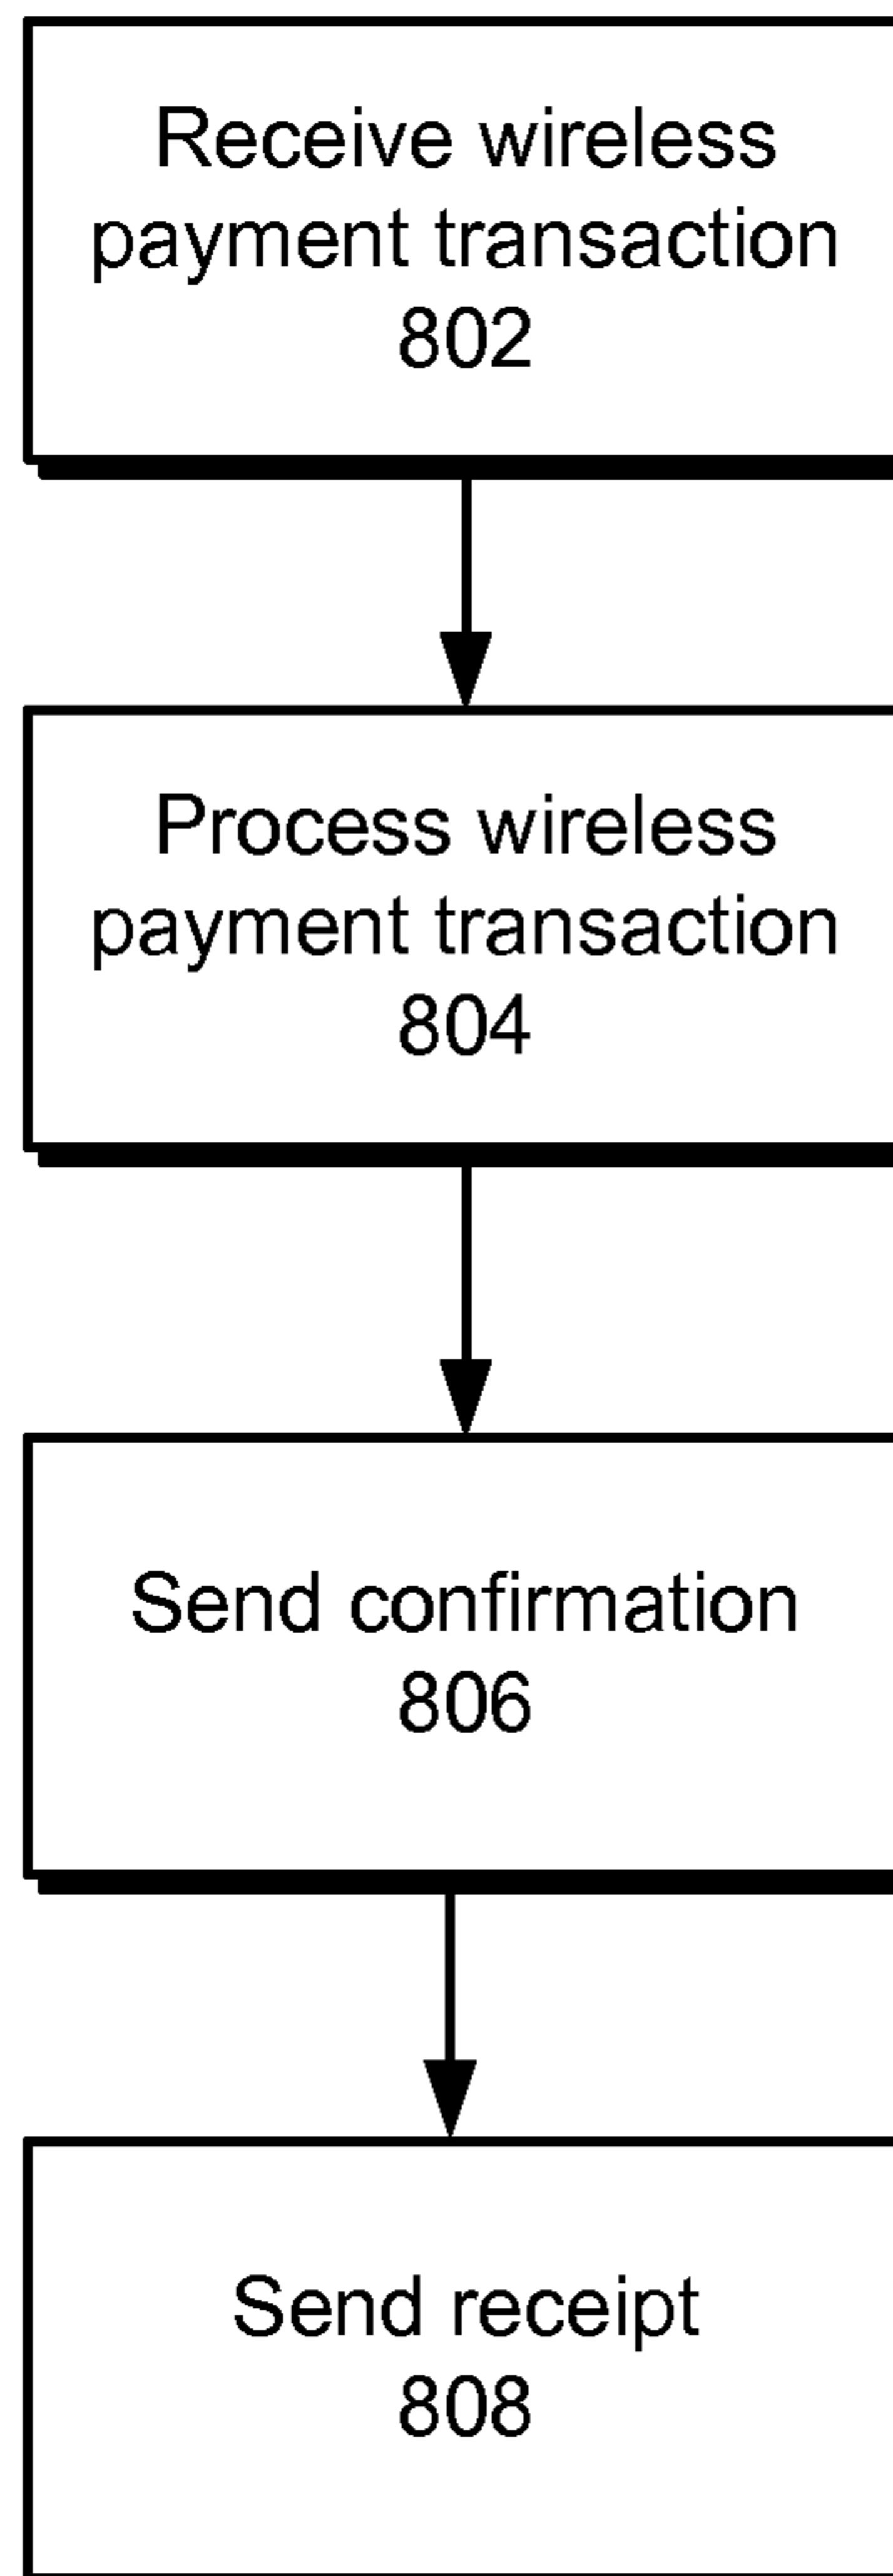 Receive wireless
payment transaction
802
Process wireless
payment transaction
804
Send confirmation
806
Send receipt
808